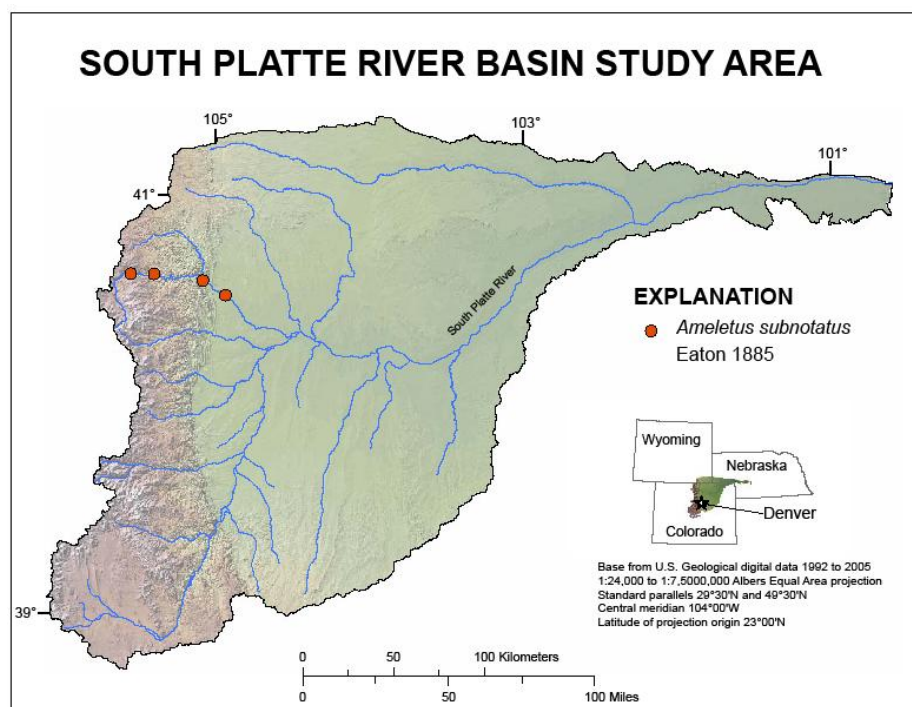 SOUTH PLATTE RIVER BASIN STUDY AREA
105°
103°
101°
41°
South Platte River
EXPLANATION
Ameletus subnotatus
Eaton 1885
Wyoming
Nebraska
Denver
Colorado
Base from U.S. Geological digital data 1992 to 2005
1:24,000 to 1:7,5000,000 Albers Equal Area projection
Standard parallels 29°30'N and 49°30'N
Central meridian 104°00'W
Latitude of projection origin 23°00'N
39°
0 50 100 Kilometers
0 50 100 Miles